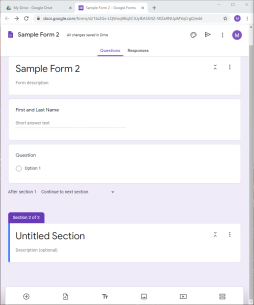 My Drive - Google Drive
Sample Form 2 - Google Forms
Sample Form 2
All changes saved in Drive
M
Questions
Responses
Sample Form 2
Form description
First and Last Name
Short answer text
Question
Option 1
After section 1
Continue to next section
Section 2 of 2
Untitled Section
Description (optional)
Tr